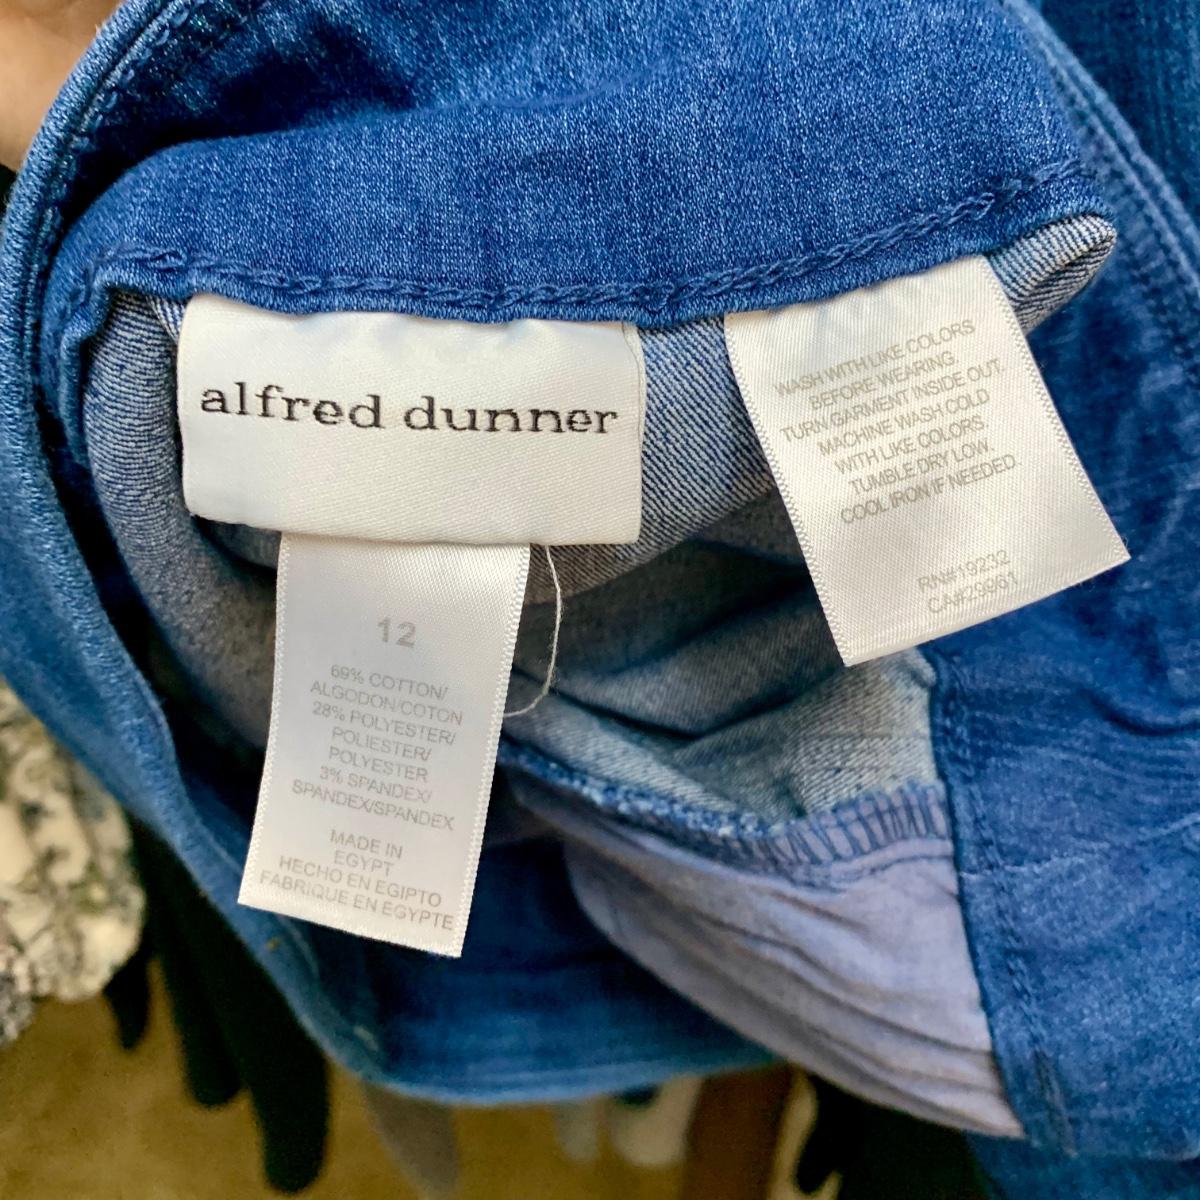 alfred dunner
12
69% COTTON/
ALGODON/COTON
28% POLYESTER/
POLIESTER/
POLYESTER
3% SPANDEX/
SPANDEX/SPANDEX
MADE IN
EGYPT
HECHO EN EGIPTO
FABRIQUE EN EGYPTE
WASH WITH LIKE COLORS
BEFORE WEARING.
TURN GARMENT INSIDE OUT.
MACHINE WASH COLD
WITH LIKE COLORS.
TUMBLE DRY LOW.
COOL IRON IF NEEDED.
RN#19232
CA#23961